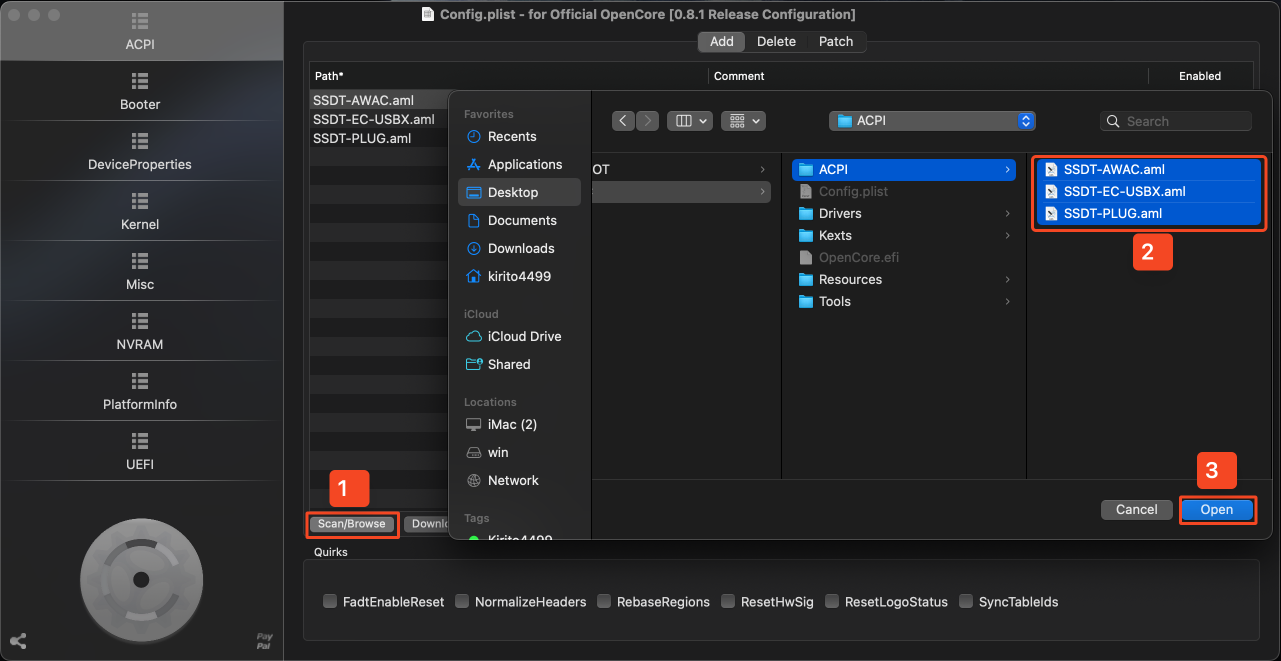 Config.plist - for Official OpenCore [0.8.1 Release Configuration]
ACPI
Booter
DeviceProperties
Kernel
Misc
NVRAM
PlatformInfo
UEFI
PayPal
Add Delete Patch
Path* Comment Enabled
SSDT-AWAC.aml
SSDT-EC-USBX.aml
SSDT-PLUG.aml
Favorites
Recents
Applications
Desktop
Documents
Downloads
kirito4499
iCloud
iCloud Drive
Shared
Locations
iMac (2)
win
Network
Tags
Kirito4499
ACPI
Search
OT
ACPI
Config.plist
Drivers
Kexts
OpenCore.efi
Resources
Tools
SSDT-AWAC.aml
SSDT-EC-USBX.aml
SSDT-PLUG.aml
2
3
Cancel Open
1
Scan/Browse Downlo
Quirks
FadtEnableReset NormalizeHeaders RebaseRegions ResetHwSig ResetLogoStatus SyncTableIds